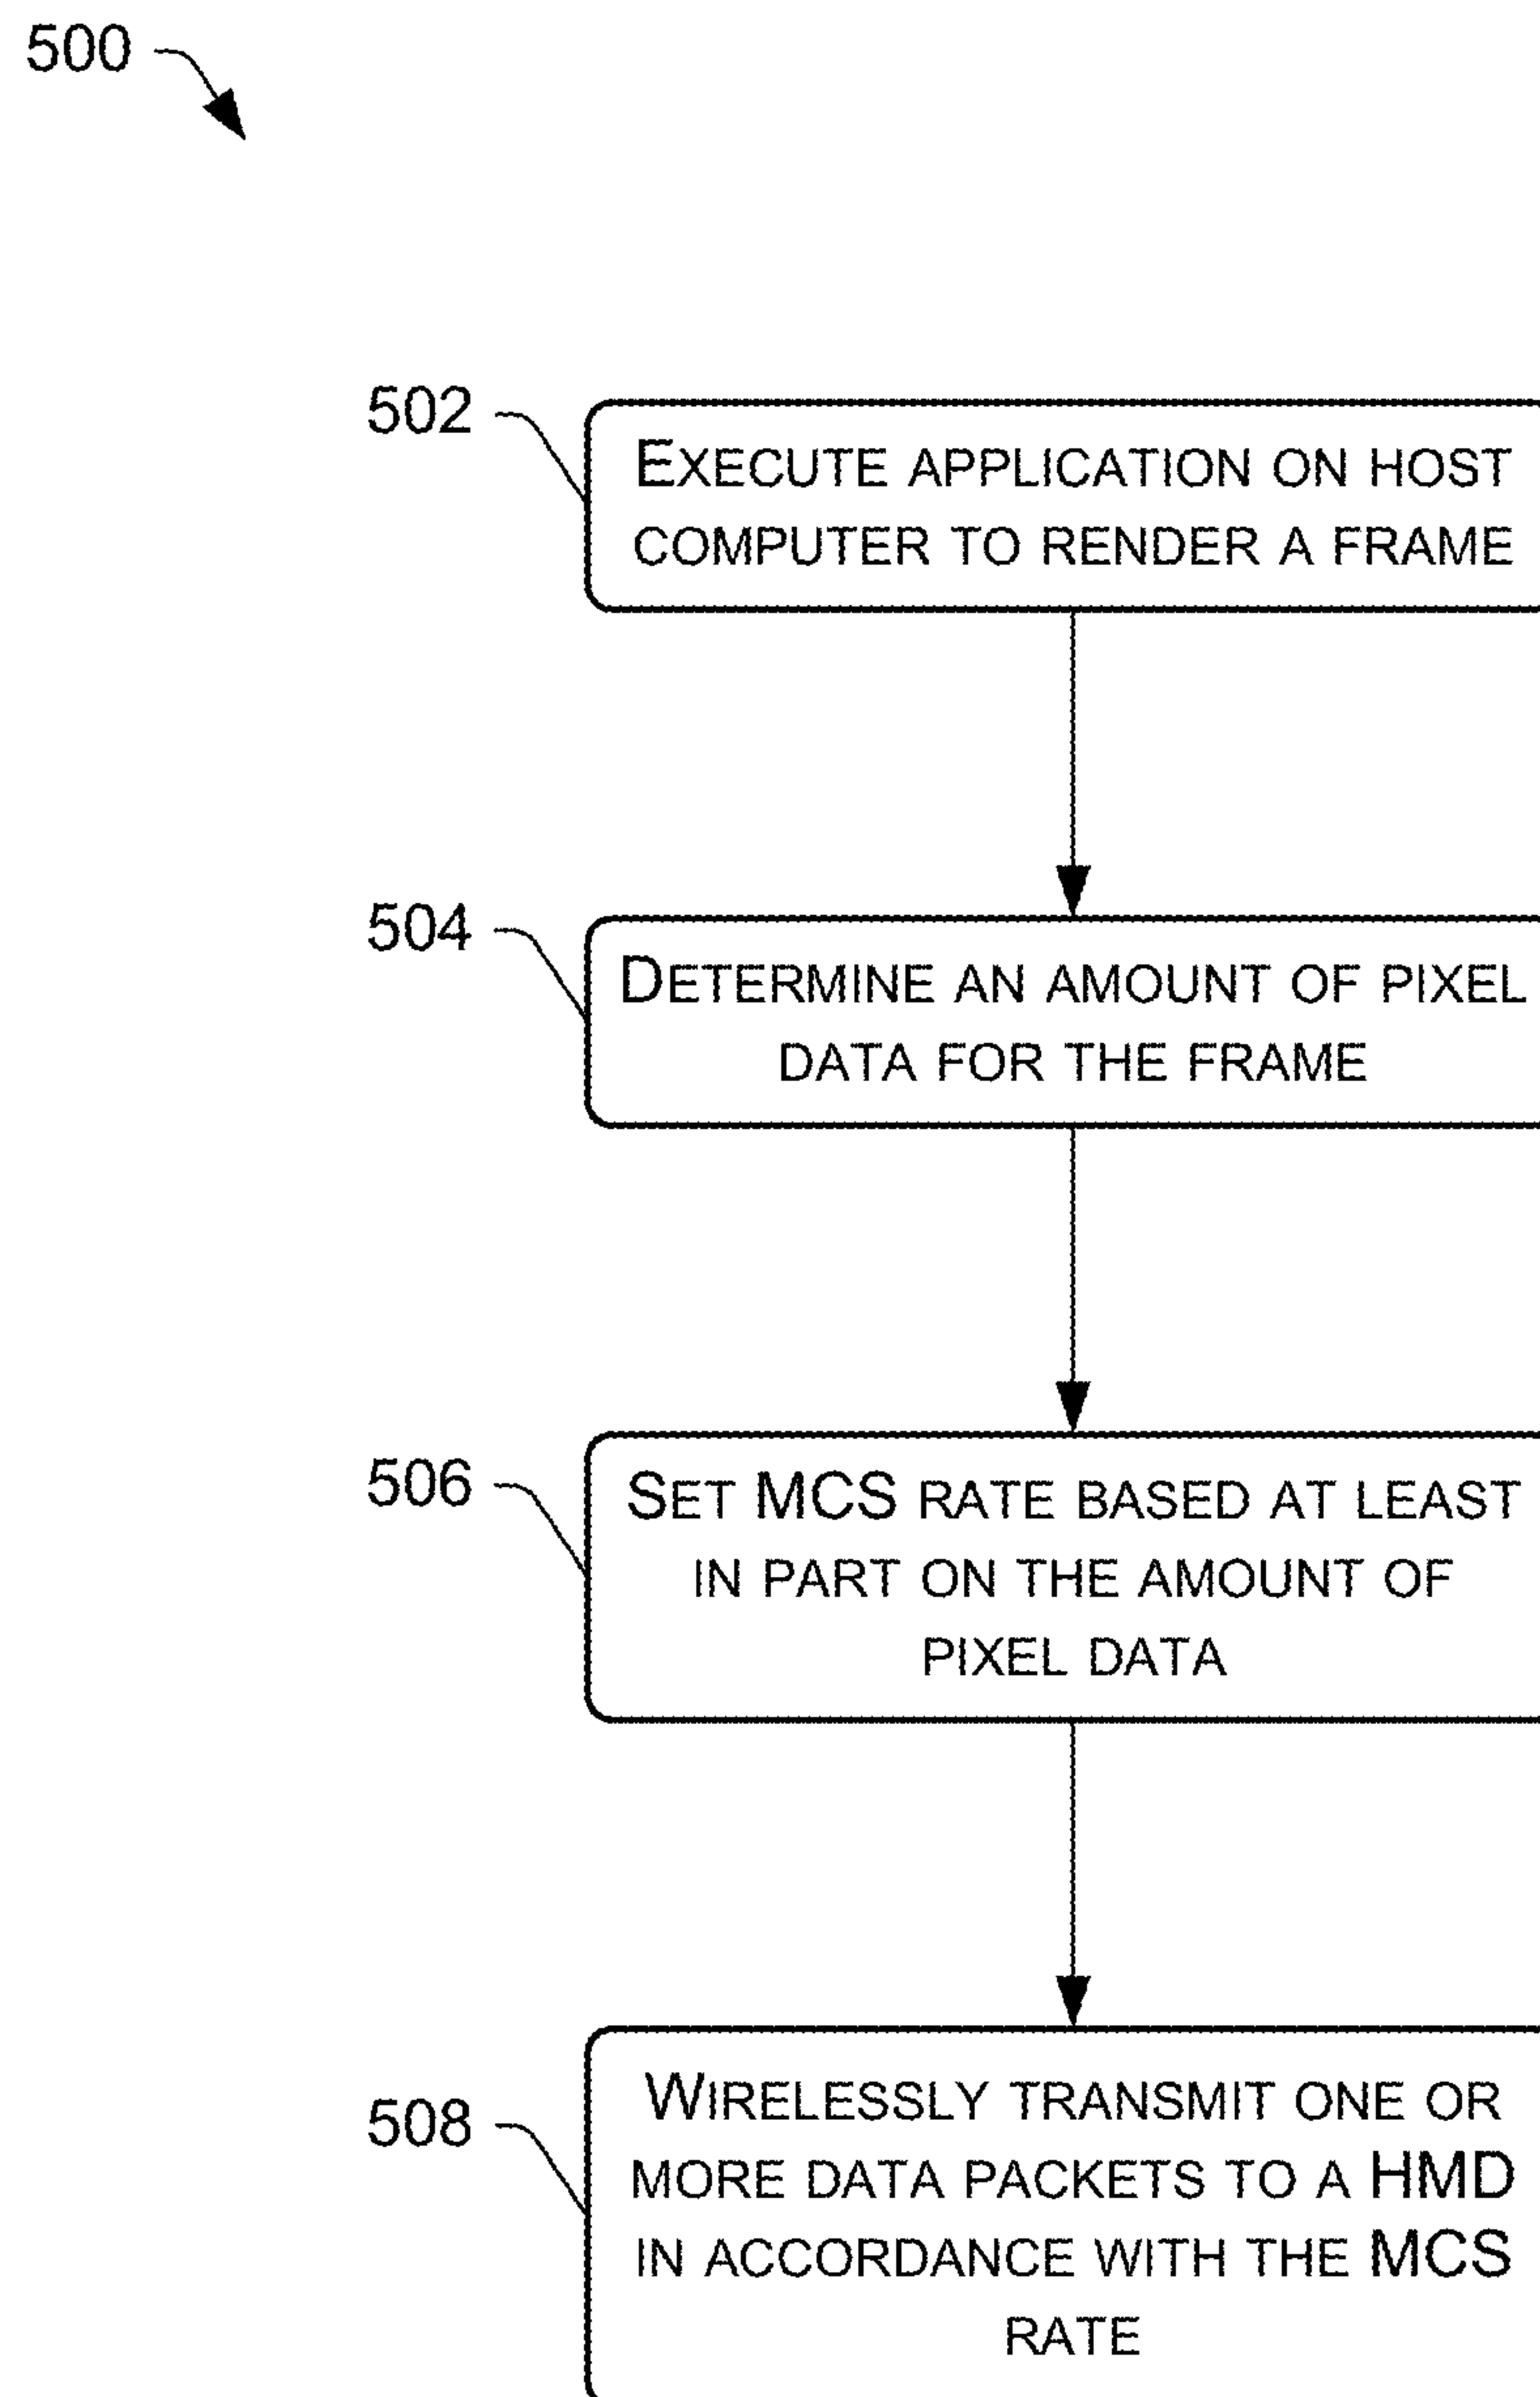 500
502
EXECUTE APPLICATION ON HOST
COMPUTER TO RENDER A FRAME
504
DETERMINE AN AMOUNT OF PIXEL
DATA FOR THE FRAME
506
SET MCS RATE BASED AT LEAST
IN PART ON THE AMOUNT OF
PIXEL DATA
508
WIRELESSLY TRANSMIT ONE OR
MORE DATA PACKETS TO A HMD
IN ACCORDANCE WITH THE MCS
RATE